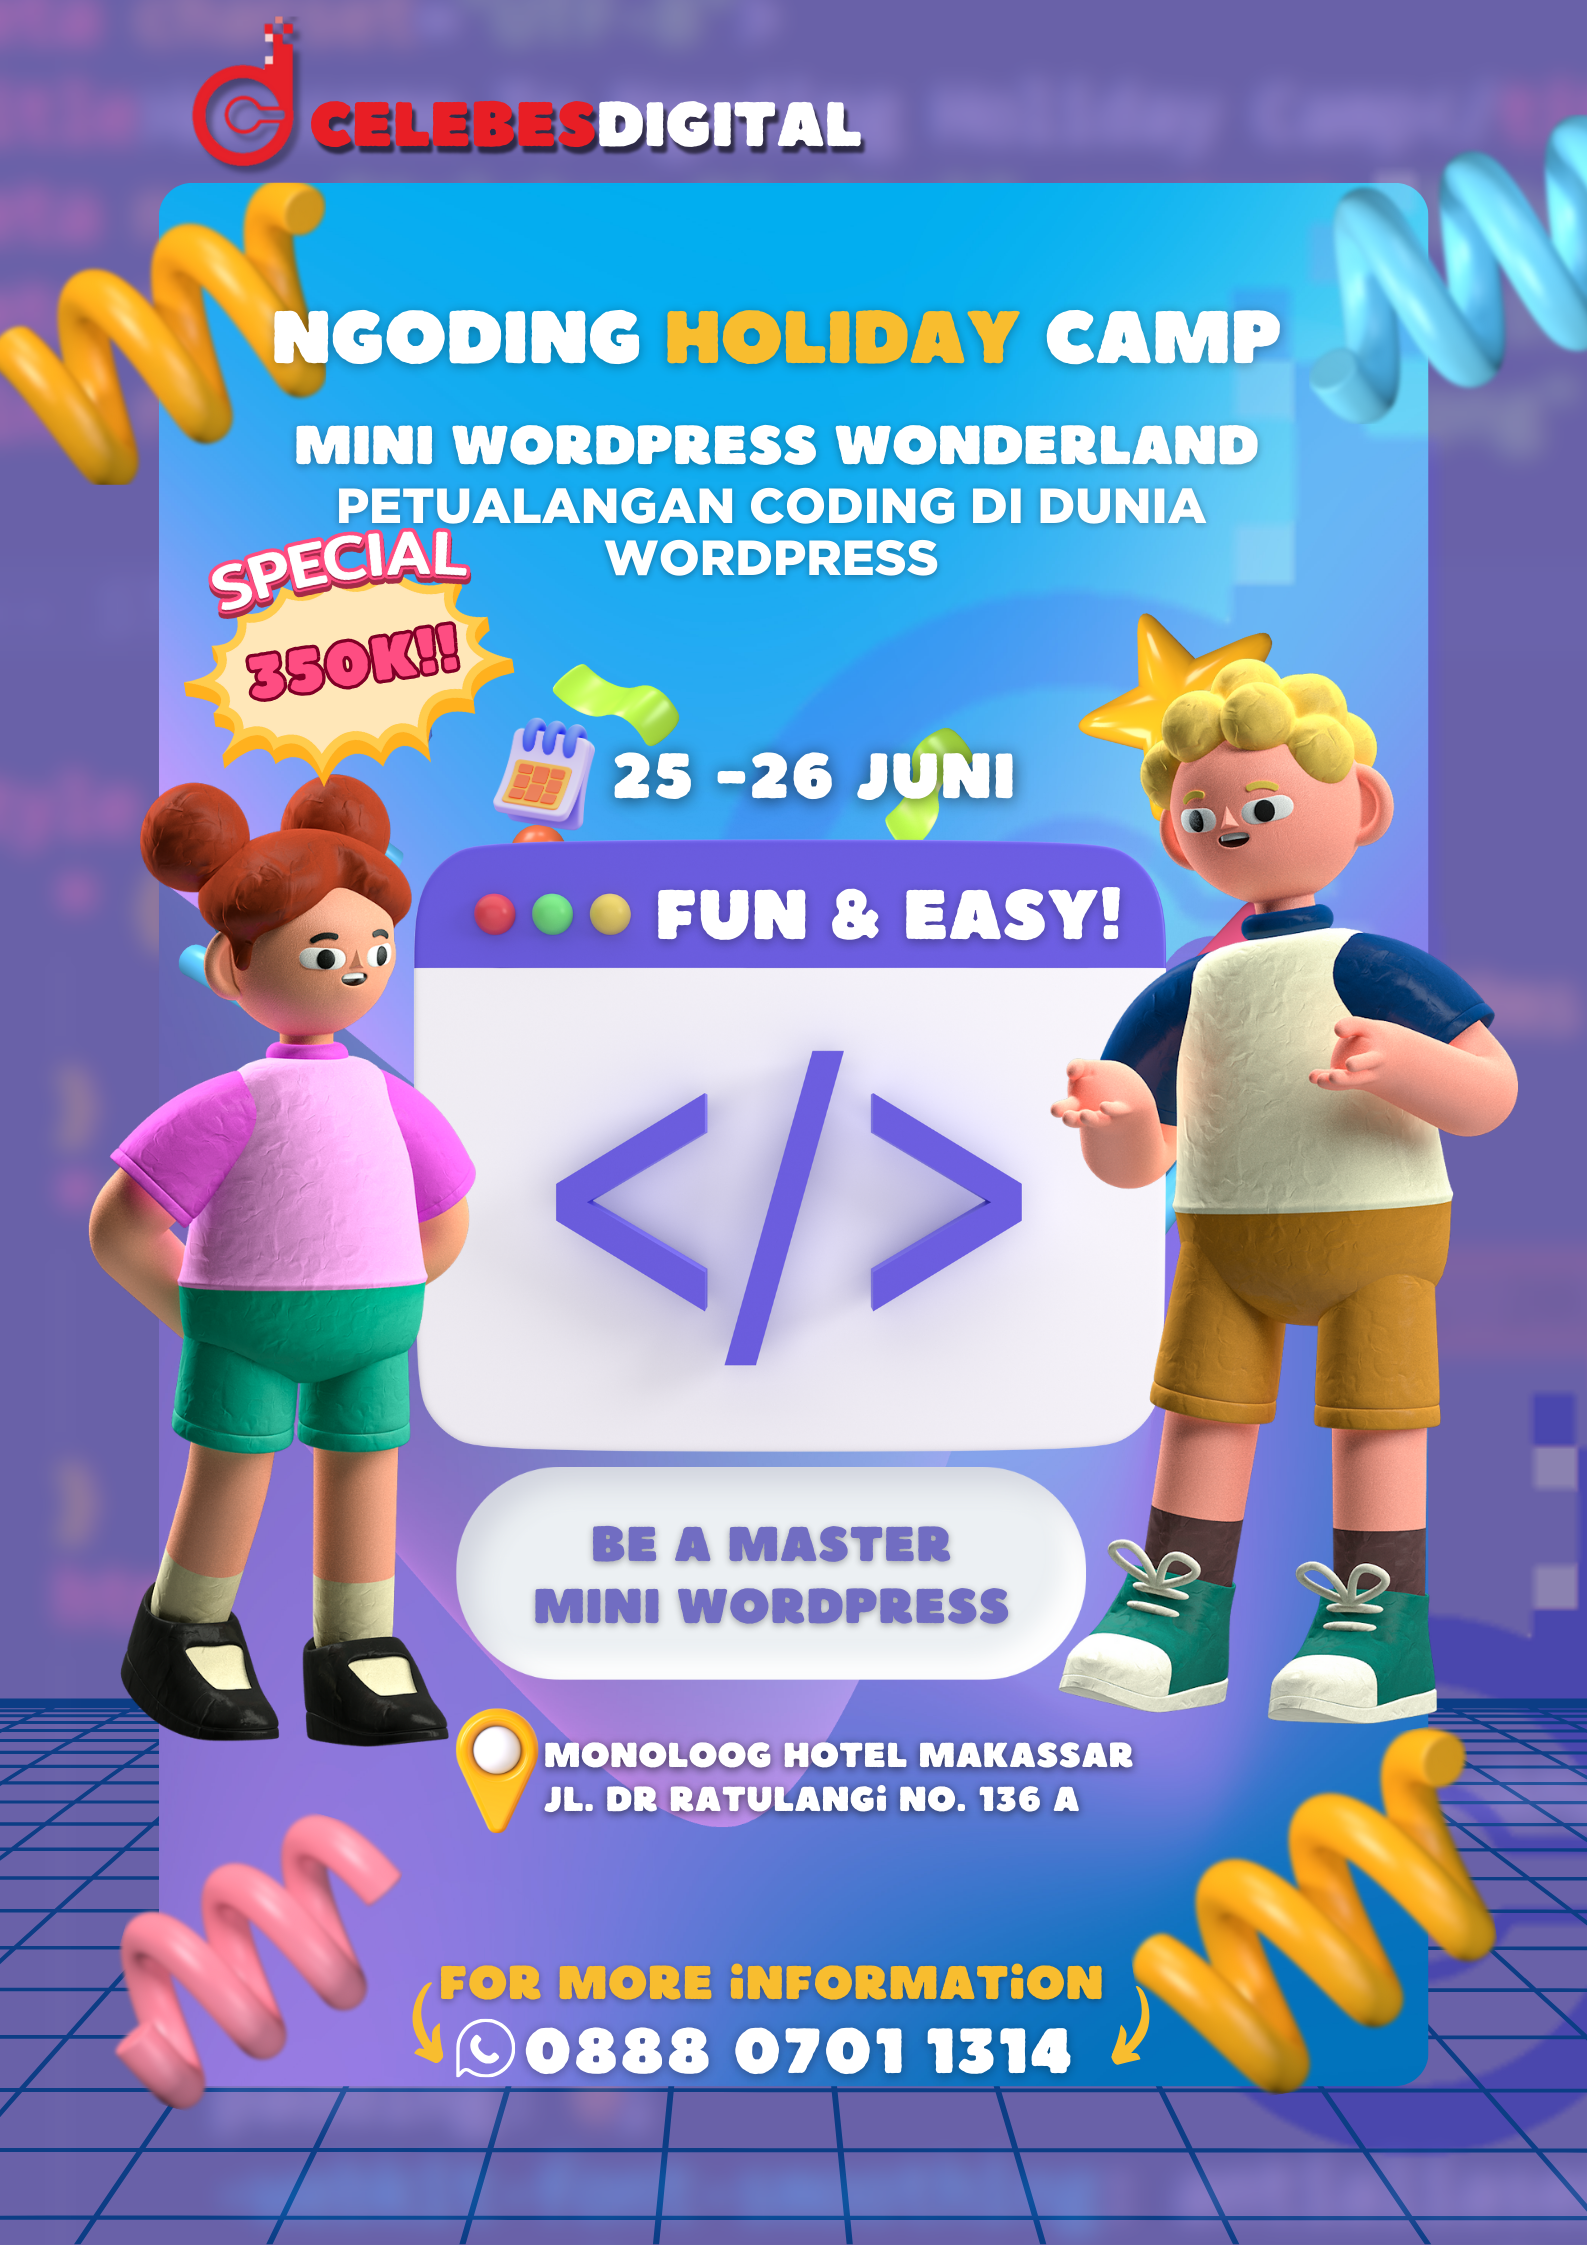 CELEBESDIGITAL
NGODING HOLIDAY CAMP
MINI WORDPRESS WONDERLAND
PETUALANGAN CODING DI DUNIA
WORDPRESS
SPECIAL
350K!!
25 -26 JUNI
FUN & EASY!
</>
BE A MASTER
MINI WORDPRESS
MONOLOOG HOTEL MAKASSAR
JL. DR RATULANGi NO. 136 A
FOR MORE iNFORMATiON
0888 0701 1314